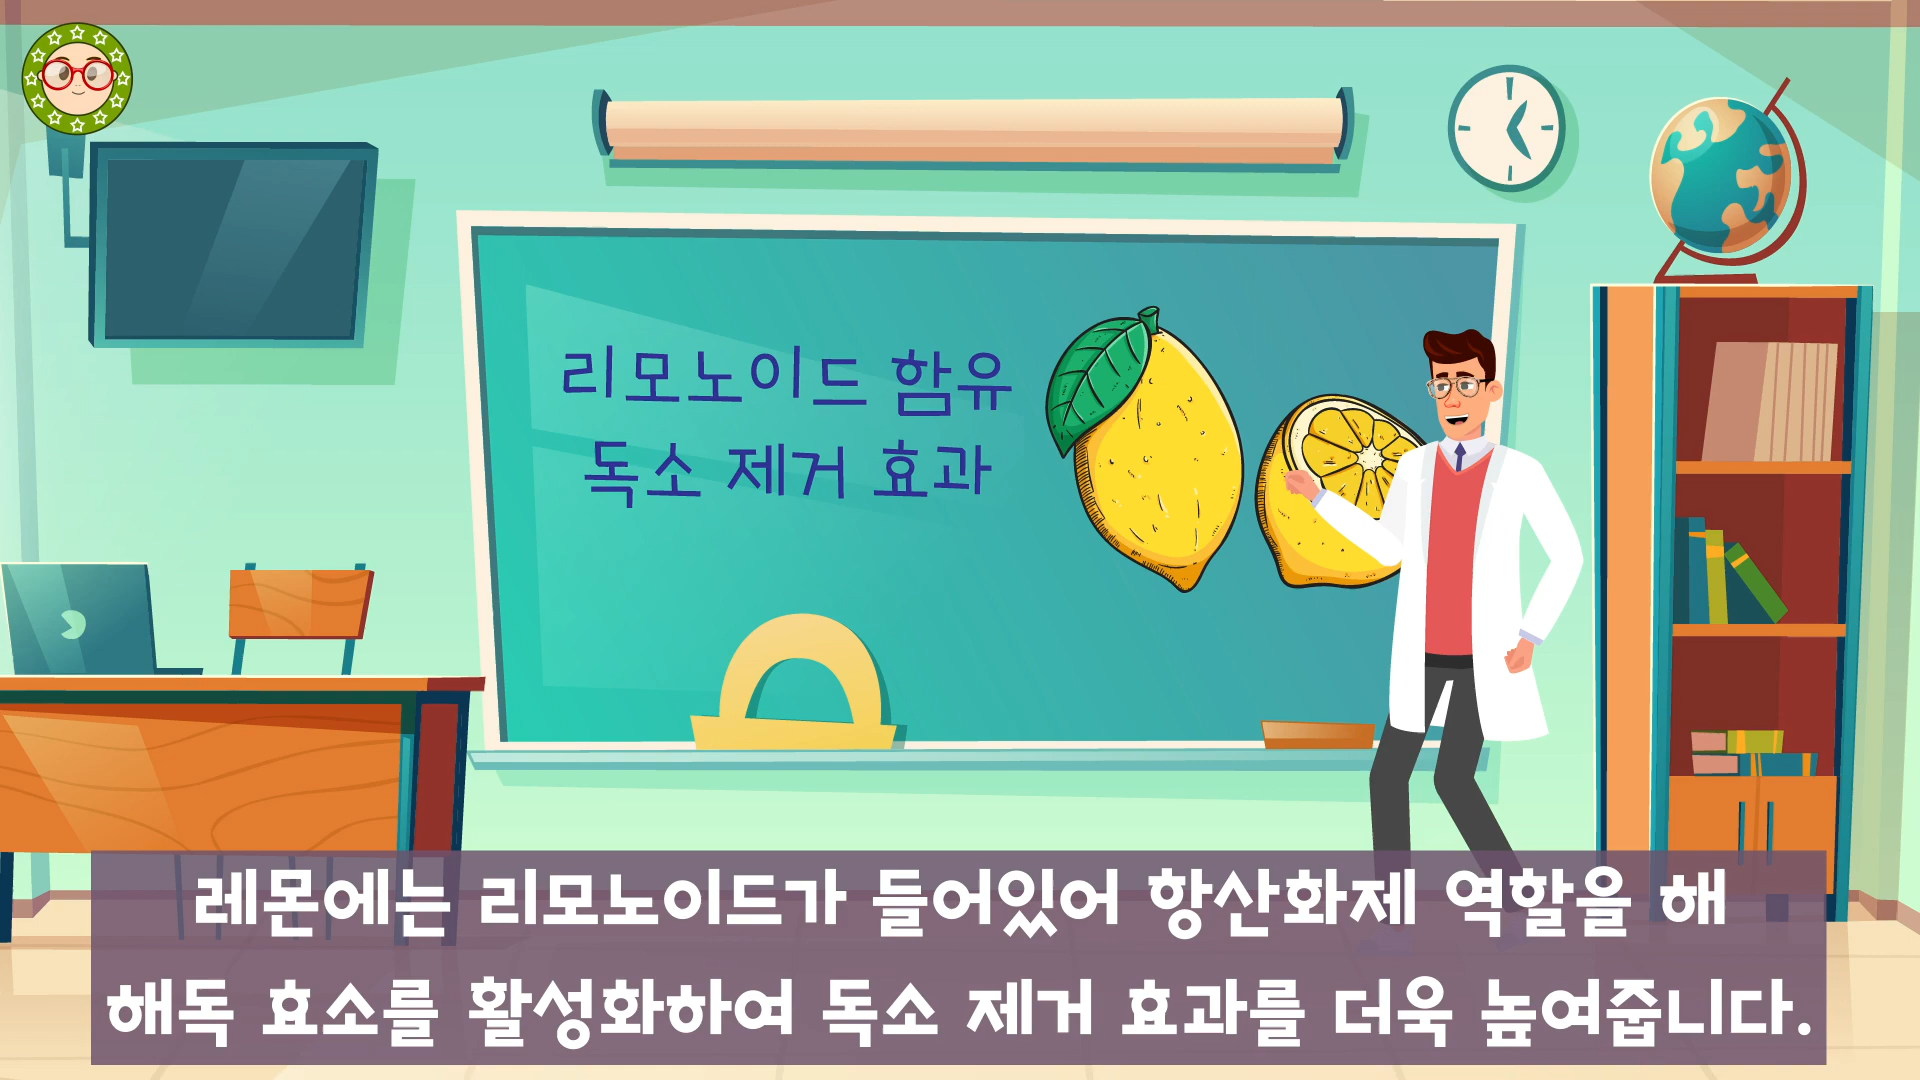 리모노이드 함유
독소 제거 효과
레몬에는 리모노이드가 들어있어 항산화제 역할을 해
해독 효소를 활성화하여 독소 제거 효과를 더욱 높여줍니다.